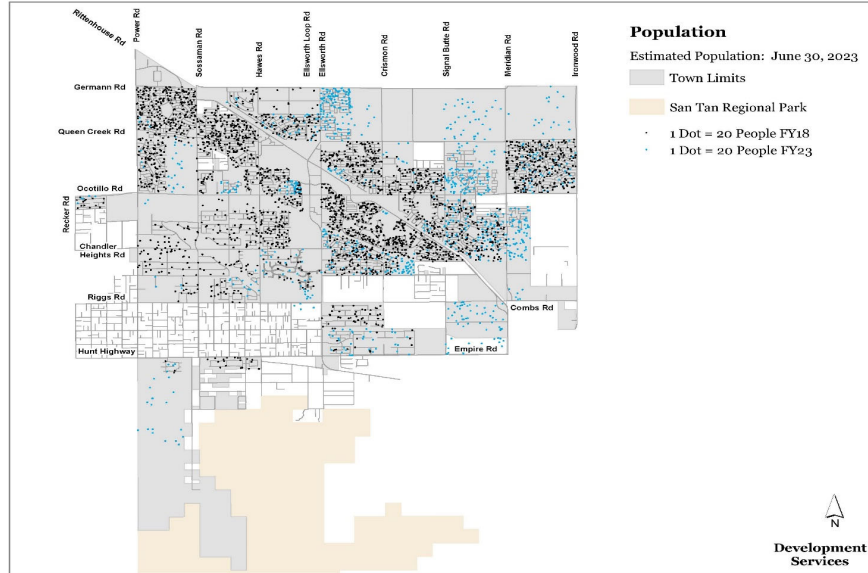 Rittenhouse Rd
Power Rd
Sossaman Rd
Hawes Rd
Ellsworth Loop Rd
Ellsworth Rd
Crismon Rd
Signal Butte Rd
Meridian Rd
Ironwood Rd
Germann Rd
Queen Creek Rd
Ocotillo Rd
Recker Rd
Chandler
Heights Rd
Riggs Rd
Combs Rd
Hunt Highway
Empire Rd
Population
Estimated Population: June 30, 2023
Town Limits
San Tan Regional Park
1 Dot = 20 People FY18
1 Dot = 20 People FY23
N
Development
Services